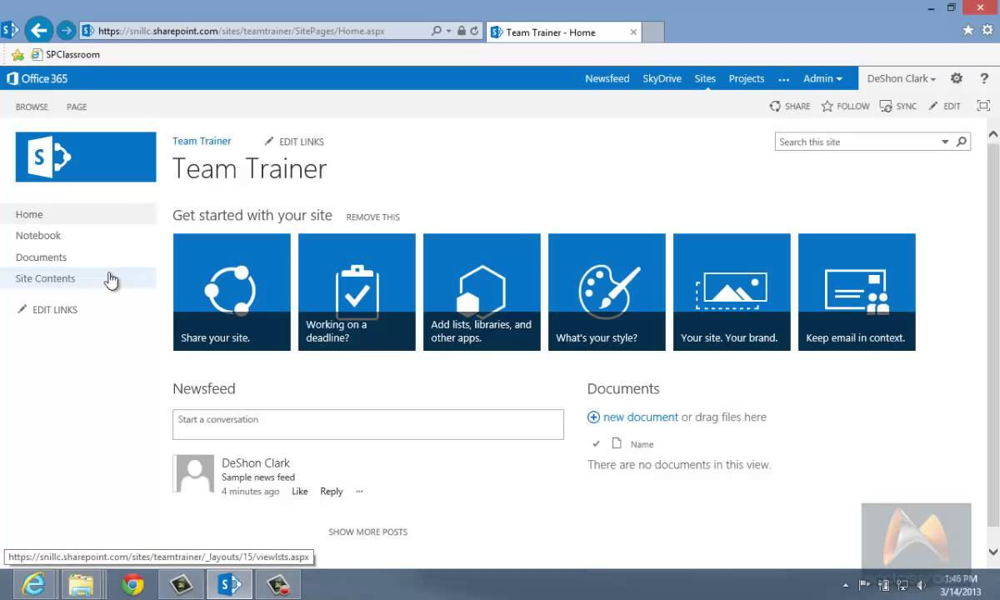 https://snillc.sharepoint.com/sites/teamtrainer/SitePages/Home.aspx
Team Trainer - Home
SPClassroom
Office 365
Newsfeed SkyDrive Sites Projects ... Admin
DeShon Clark ?
BROWSE PAGE
SHARE FOLLOW SYNC EDIT
S
Team Trainer EDIT LINKS
Search this site
Team Trainer
Home
Notebook
Documents
Site Contents
EDIT LINKS
Get started with your site REMOVE THIS
Share your site.
Working on a
deadline?
Add lists, libraries, and
other apps.
What's your style?
Your site. Your brand.
Keep email in context.
Newsfeed
Start a conversation
DeShon Clark
Sample news feed
4 minutes ago Like Reply ...
SHOW MORE POSTS
Documents
new document or drag files here
Name
There are no documents in this view.
https://snillc.sharepoint.com/sites/teamtrainer/_layouts/15/viewlsts.aspx
1:46 PM
3/14/2013